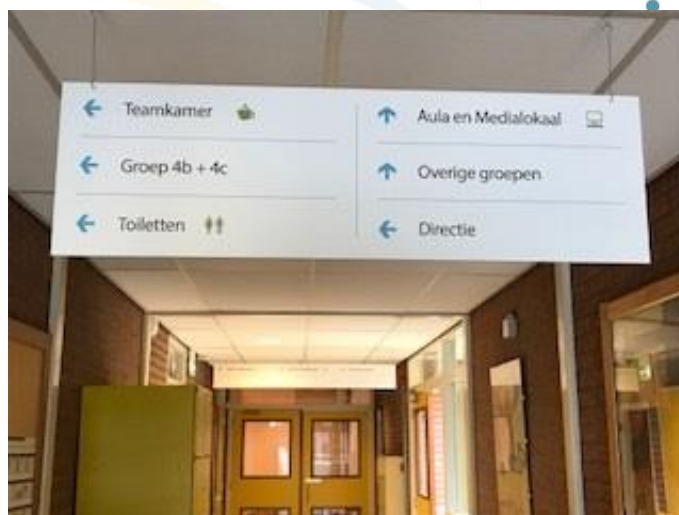 Teamkamer
Groep 4b + 4c
Toiletten
Aula en Medialokaal
Overige groepen
Directie